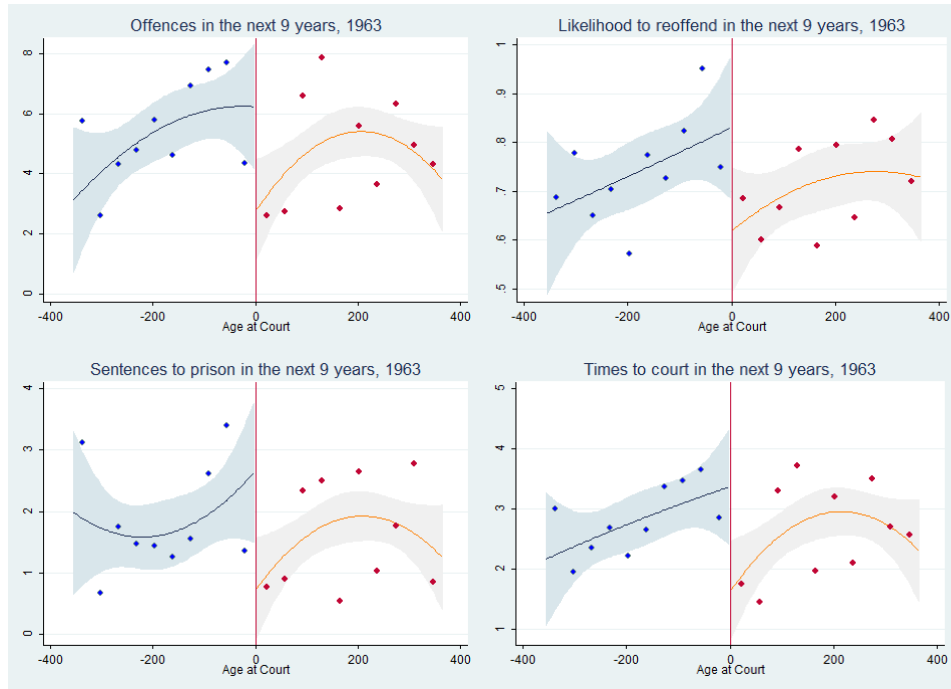 Offences in the next 9 years, 1963
8
6
4
2
0
-400 -200 0 200 400
Age at Court
Likelihood to reoffend in the next 9 years, 1963
1
.9
.8
.7
.6
.5
-400 -200 0 200 400
Age at Court
Sentences to prison in the next 9 years, 1963
4
3
2
1
0
-400 -200 0 200 400
Age at Court
Times to court in the next 9 years, 1963
5
4
3
2
1
-400 -200 0 200 400
Age at Court